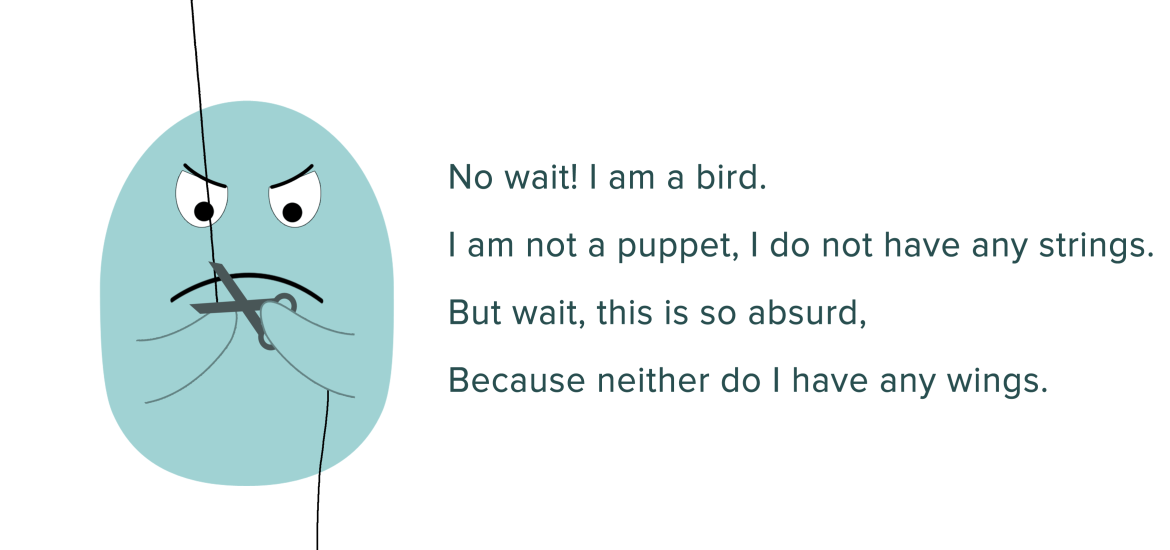 No wait! I am a bird.
I am not a puppet, I do not have any strings.
But wait, this is so absurd,
Because neither do I have any wings.